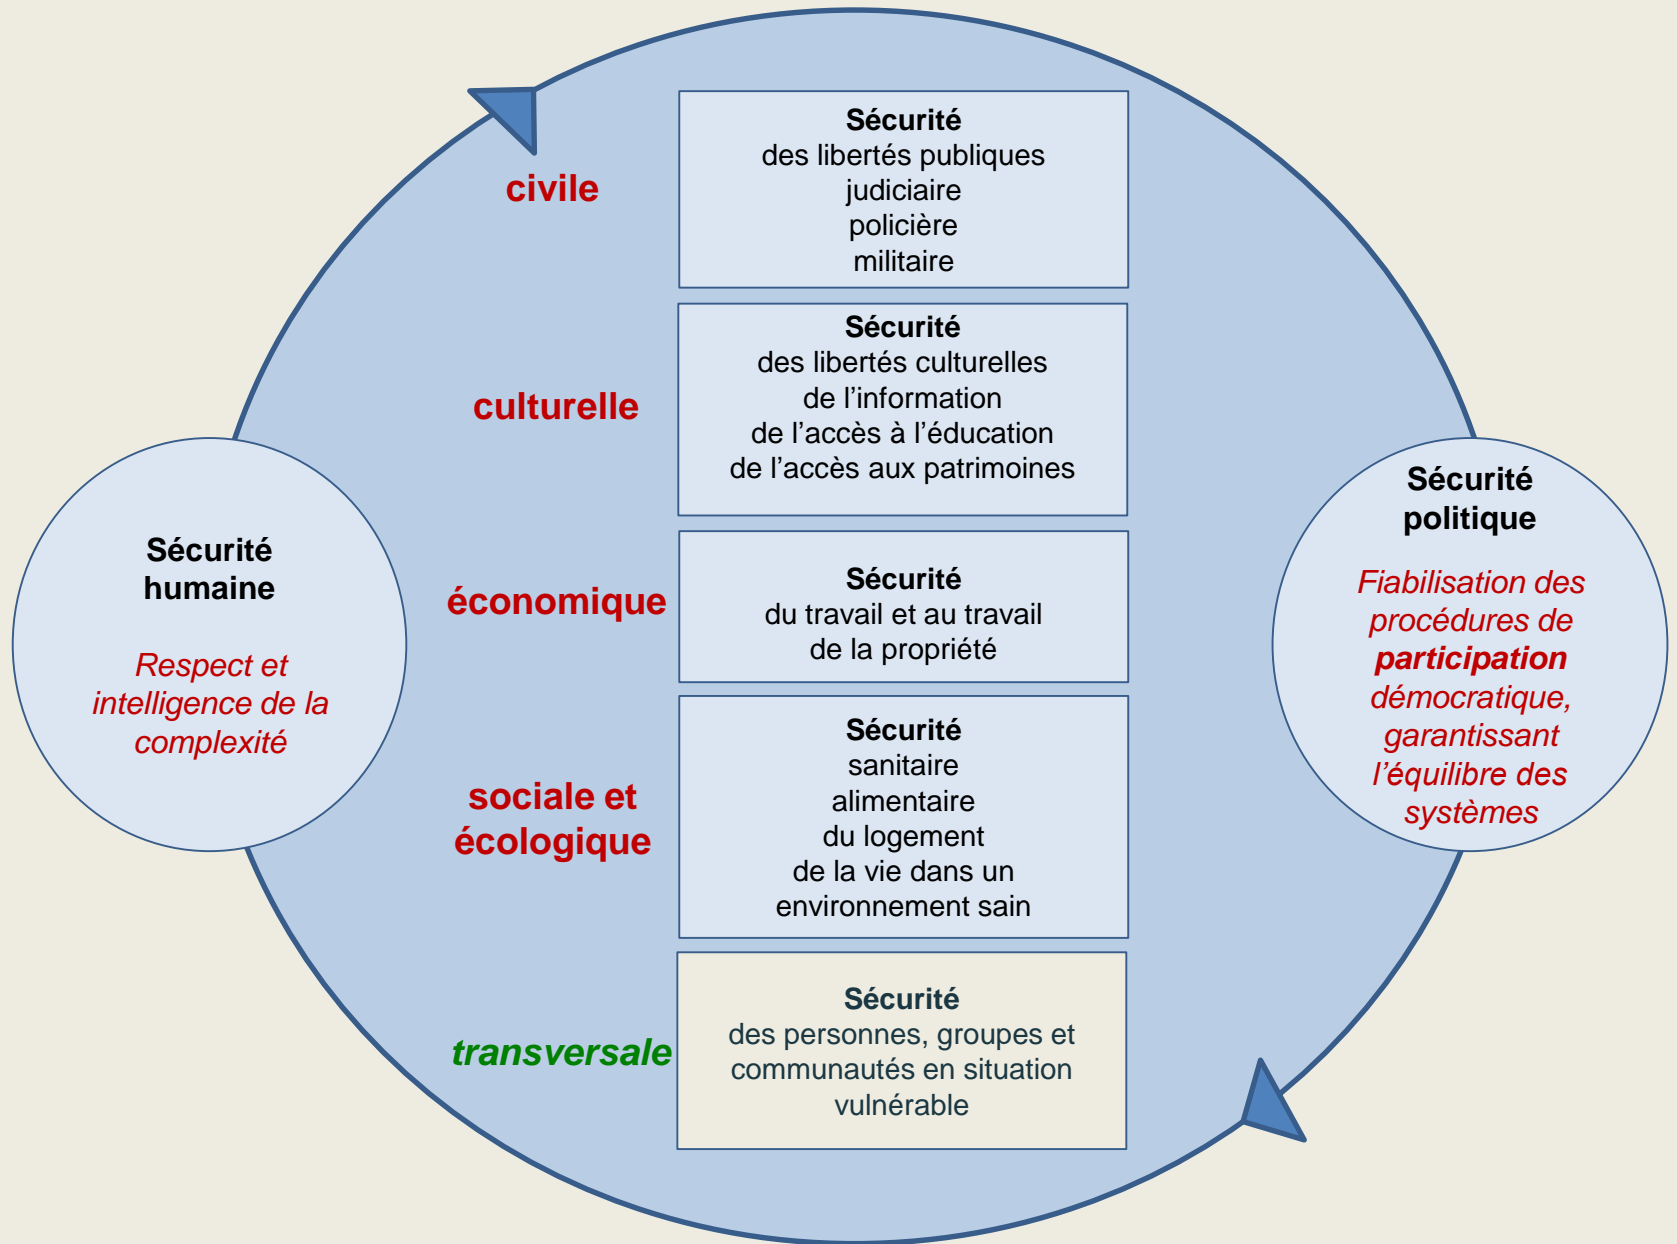 Sécurité
humaine
Respect et
intelligence de la
complexité
civile
Sécurité
des libertés publiques
judiciaire
policière
militaire
culturelle
Sécurité
des libertés culturelles
de l’information
de l’accès à l’éducation
de l’accès aux patrimoines
économique
Sécurité
du travail et au travail
de la propriété
sociale et
écologique
Sécurité
sanitaire
alimentaire
du logement
de la vie dans un
environnement sain
transversale
Sécurité
des personnes, groupes et
communautés en situation
vulnérable
Sécurité
politique
Fiabilisation des
procédures de
participation
démocratique,
garantissant
l’équilibre des
systèmes